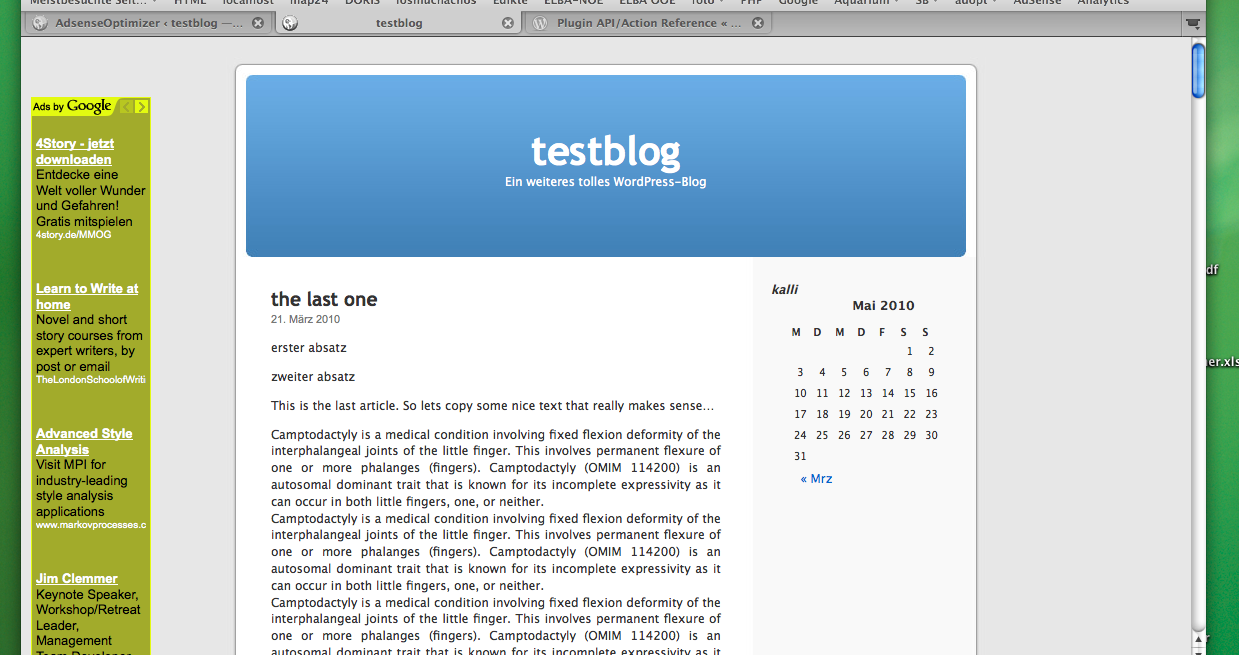 Meistbesuchte Seit... HTML localhost map24 DORIS losmuchachos Edikte ELBA-NOE ELBA OOE foto PHP Google Aquarium SB adopt AdSense Analytics
AdsenseOptimizer ‹ testblog —...
testblog
Plugin API/Action Reference « ...
Ads by Google
4Story - jetzt
downloaden
Entdecke eine
Welt voller Wunder
und Gefahren!
Gratis mitspielen
4story.de/MMOG
Learn to Write at
home
Novel and short
story courses from
expert writers, by
post or email
TheLondonSchoolofWriti
Advanced Style
Analysis
Visit MPI for
industry-leading
style analysis
applications
www.markovprocesses.c
Jim Clemmer
Keynote Speaker,
Workshop/Retreat
Leader,
Management
Team Developer
testblog
Ein weiteres tolles WordPress-Blog
the last one
21. März 2010
erster absatz
zweiter absatz
This is the last article. So lets copy some nice text that really makes sense…
Camptodactyly is a medical condition involving fixed flexion deformity of the
interphalangeal joints of the little finger. This involves permanent flexure of
one or more phalanges (fingers). Camptodactyly (OMIM 114200) is an
autosomal dominant trait that is known for its incomplete expressivity as it
can occur in both little fingers, one, or neither.
Camptodactyly is a medical condition involving fixed flexion deformity of the
interphalangeal joints of the little finger. This involves permanent flexure of
one or more phalanges (fingers). Camptodactyly (OMIM 114200) is an
autosomal dominant trait that is known for its incomplete expressivity as it
can occur in both little fingers, one, or neither.
Camptodactyly is a medical condition involving fixed flexion deformity of the
interphalangeal joints of the little finger. This involves permanent flexure of
one or more phalanges (fingers). Camptodactyly (OMIM 114200) is an
autosomal dominant trait that is known for its incomplete expressivity as it
kalli
Mai 2010
M D M D F S S
1 2
3 4 5 6 7 8 9
10 11 12 13 14 15 16
17 18 19 20 21 22 23
24 25 26 27 28 29 30
31
« Mrz
df
er.xls